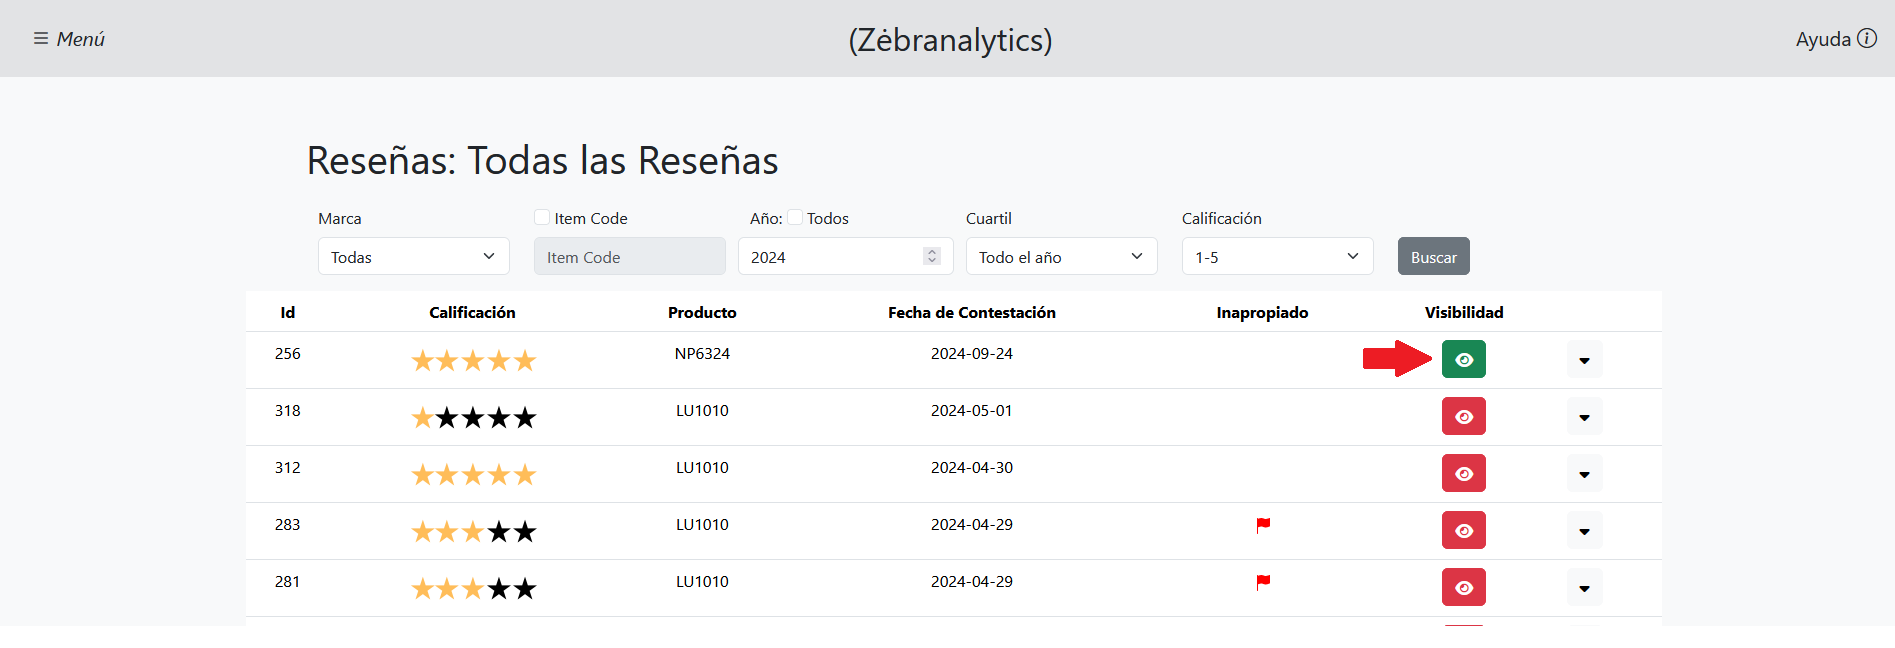 Menú
(Zėbranalytics)
Ayuda
Reseñas: Todas las Reseñas
Marca Item Code Año: Todos Cuartil Calificación
Todas Item Code 2024 Todo el año 1-5 Buscar
Id Calificación Producto Fecha de Contestación Inapropiado Visibilidad
256 NP6324 2024-09-24
318 LU1010 2024-05-01
312 LU1010 2024-04-30
283 LU1010 2024-04-29
281 LU1010 2024-04-29